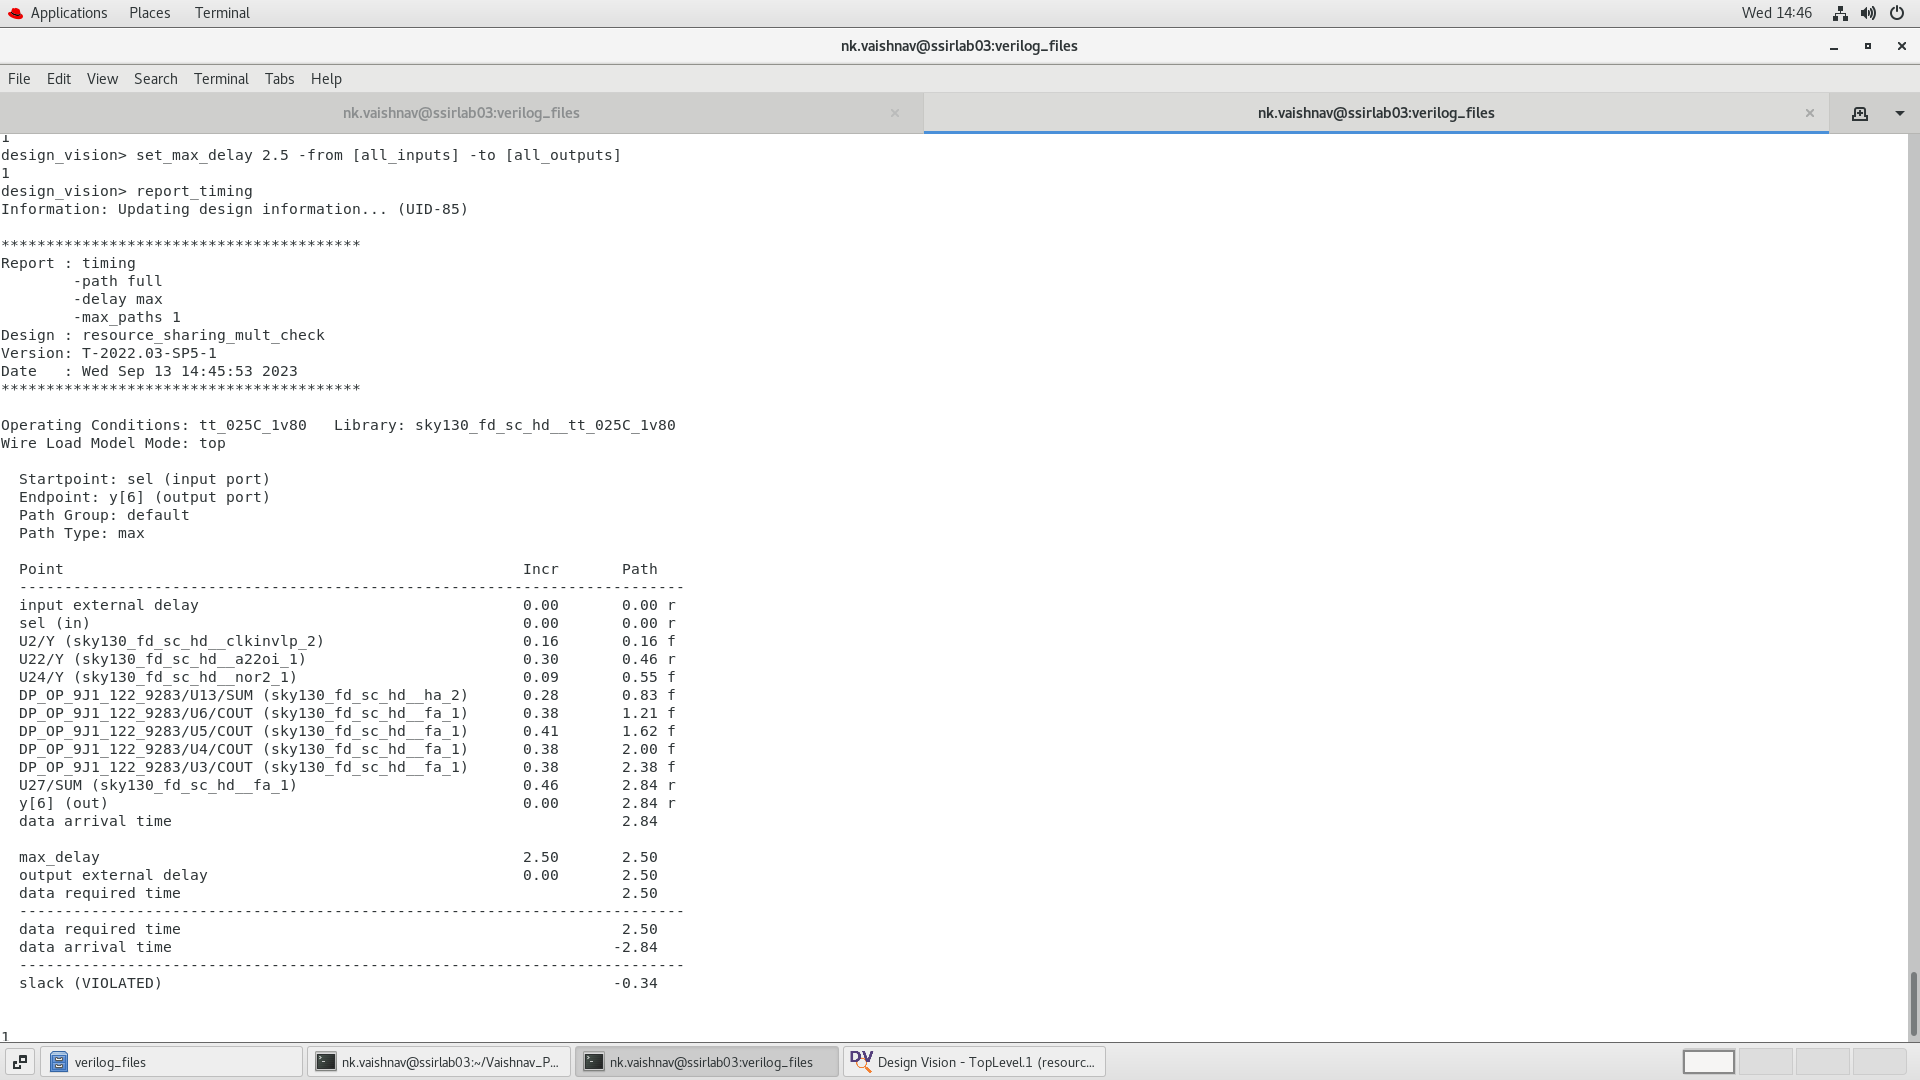 Applications Places Terminal Wed 14:46
nk.vaishnav@ssirlab03:verilog_files
File Edit View Search Terminal Tabs Help
nk.vaishnav@ssirlab03:verilog_files nk.vaishnav@ssirlab03:verilog_files
1
design_vision> set_max_delay 2.5 -from [all_inputs] -to [all_outputs]
1
design_vision> report_timing
Information: Updating design information... (UID-85)
****************************************
Report : timing
        -path full
        -delay max
        -max_paths 1
Design : resource_sharing_mult_check
Version: T-2022.03-SP5-1
Date   : Wed Sep 13 14:45:53 2023
****************************************
Operating Conditions: tt_025C_1v80   Library: sky130_fd_sc_hd__tt_025C_1v80
Wire Load Model Mode: top
  Startpoint: sel (input port)
  Endpoint: y[6] (output port)
  Path Group: default
  Path Type: max
  Point                                                   Incr       Path
  --------------------------------------------------------------------------
  input external delay                                    0.00       0.00 r
  sel (in)                                                0.00       0.00 r
  U2/Y (sky130_fd_sc_hd__clkinvlp_2)                      0.16       0.16 f
  U22/Y (sky130_fd_sc_hd__a22oi_1)                        0.30       0.46 r
  U24/Y (sky130_fd_sc_hd__nor2_1)                         0.09       0.55 f
  DP_OP_9J1_122_9283/U13/SUM (sky130_fd_sc_hd__ha_2)      0.28       0.83 f
  DP_OP_9J1_122_9283/U6/COUT (sky130_fd_sc_hd__fa_1)      0.38       1.21 f
  DP_OP_9J1_122_9283/U5/COUT (sky130_fd_sc_hd__fa_1)      0.41       1.62 f
  DP_OP_9J1_122_9283/U4/COUT (sky130_fd_sc_hd__fa_1)      0.38       2.00 f
  DP_OP_9J1_122_9283/U3/COUT (sky130_fd_sc_hd__fa_1)      0.38       2.38 f
  U27/SUM (sky130_fd_sc_hd__fa_1)                         0.46       2.84 r
  y[6] (out)                                              0.00       2.84 r
  data arrival time                                                  2.84
  max_delay                                               2.50       2.50
  output external delay                                   0.00       2.50
  data required time                                                 2.50
  --------------------------------------------------------------------------
  data required time                                                 2.50
  data arrival time                                                 -2.84
  --------------------------------------------------------------------------
  slack (VIOLATED)                                                  -0.34
1
verilog_files nk.vaishnav@ssirlab03:~/Vaishnav_P... nk.vaishnav@ssirlab03:verilog_files DV Design Vision - TopLevel.1 (resourc...